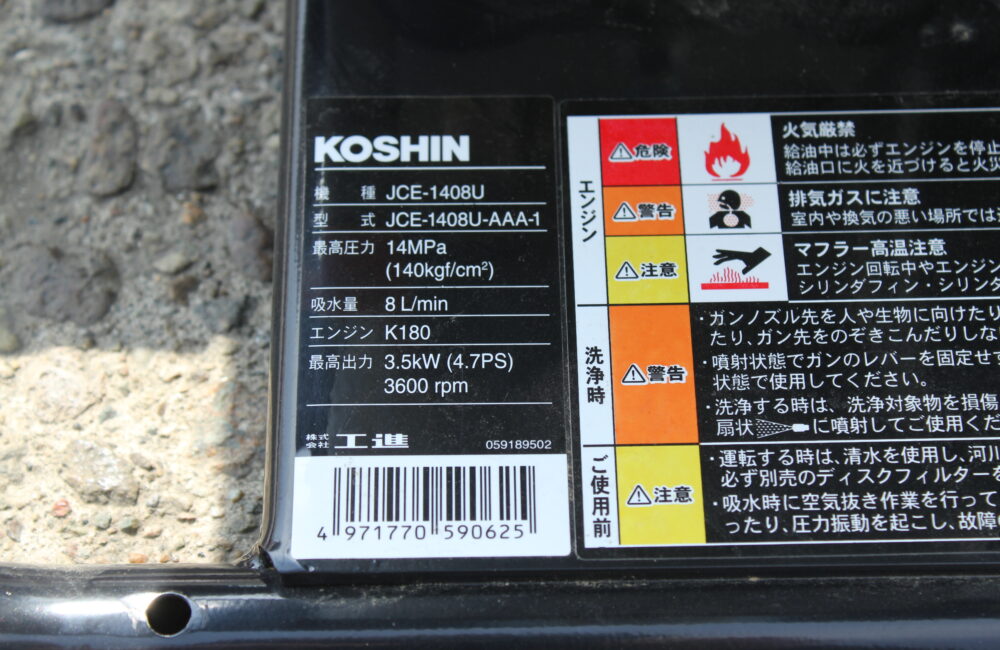 KOSHIN
機 種 JCE-1408U
型 式 JCE-1408U-AAA-1
最高圧力 14MPa
(140kgf/cm²)
吸水量 8 L/min
エンジン K180
最高出力 3.5kW (4.7PS)
3600 rpm
株式会社 工進 059189502
4 971770 590625
エンジン
⚠危険
火気厳禁
給油中は必ずエンジンを停止
給油口に火を近づけると火災
⚠警告
排気ガスに注意
室内や換気の悪い場所では
⚠注意
マフラー高温注意
エンジン回転中やエンジン
シリンダフィン・シリンダ
洗浄時
⚠警告
・ガンノズル先を人や生物に向けたり
たり、ガン先をのぞきこんだりしな
・噴射状態でガンのレバーを固定せず
状態で使用してください。
・洗浄する時は、洗浄対象物を損傷
扇状 に噴射してご使用くだ
ご使用前
⚠注意
・運転する時は、清水を使用し、河川
必ず別売のディスクフィルターを
・吸水時に空気抜き作業を行って
ったり、圧力振動を起こし、故障